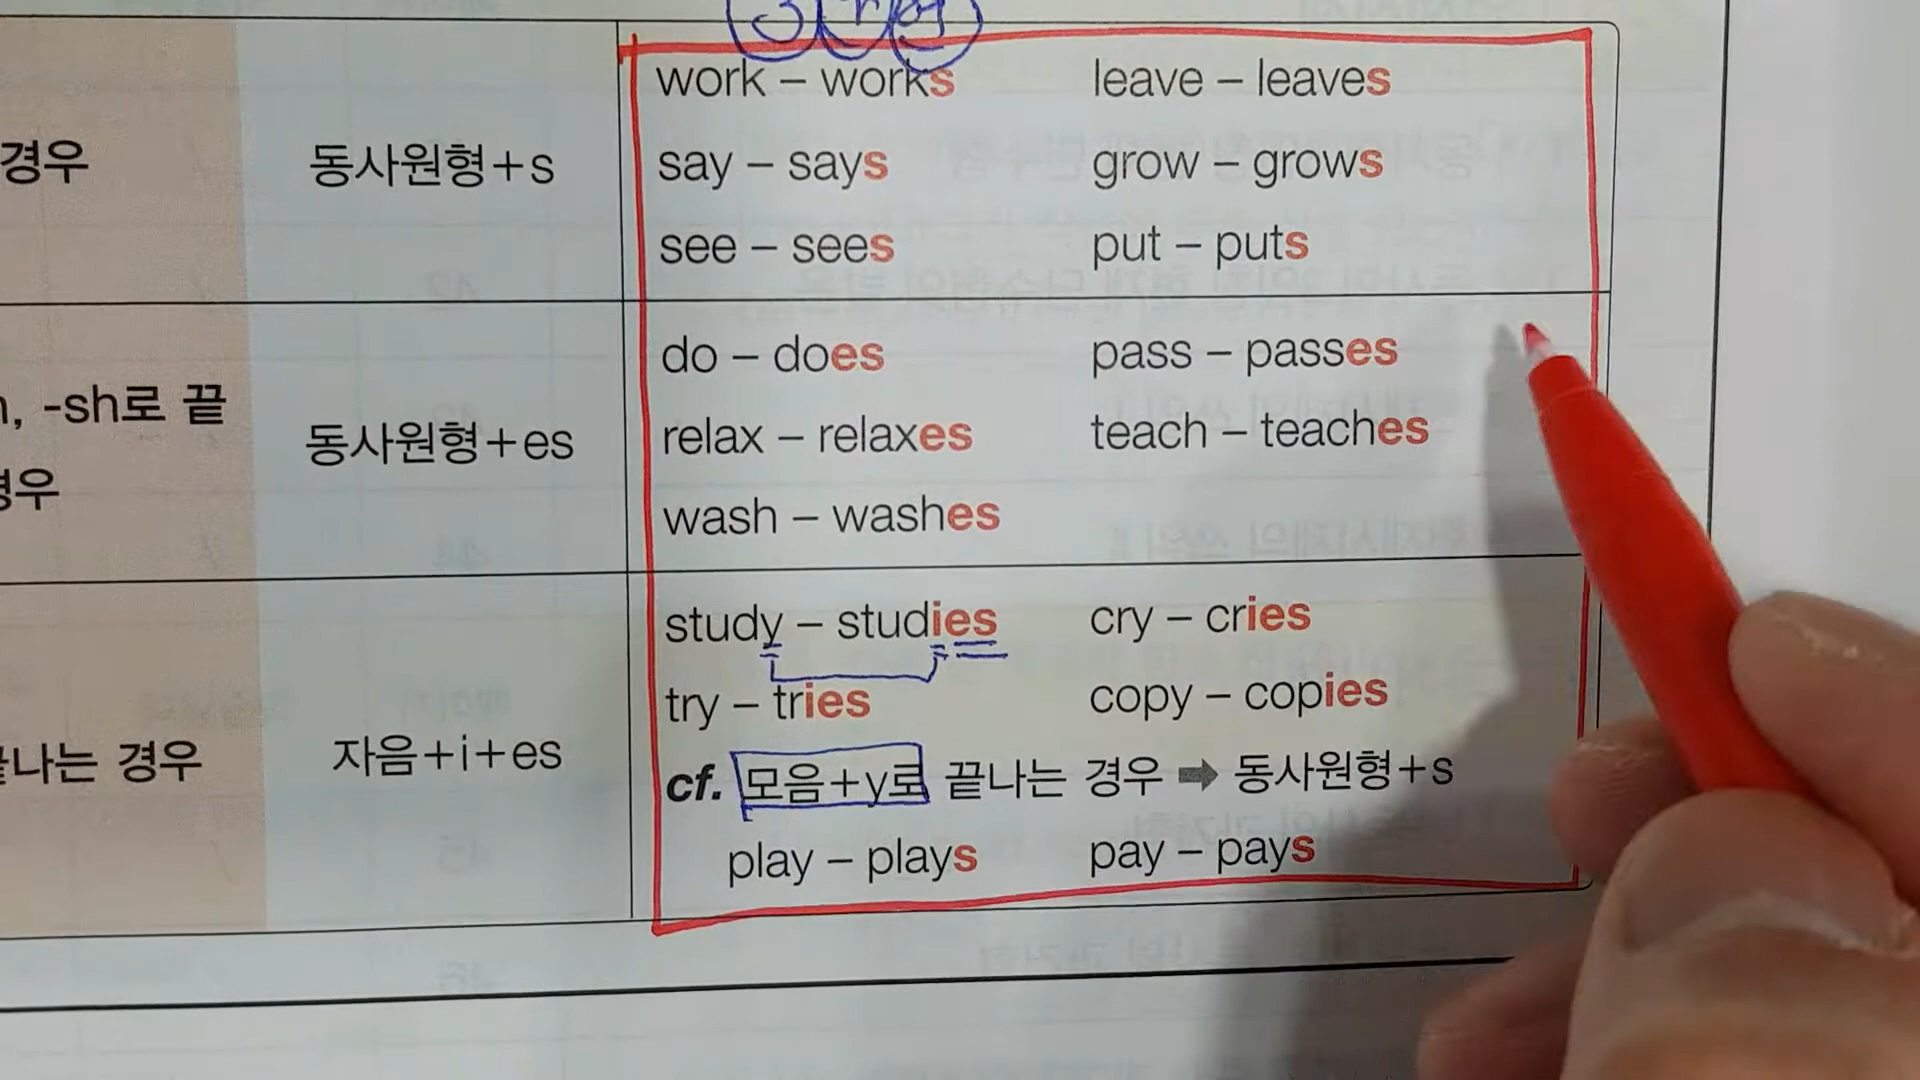 work – works leave – leaves
경우 동사원형+s say – says grow – grows
see – sees put – puts
do – does pass – passes
-sh로 끝 동사원형+es relax – relaxes teach – teaches
경우
wash – washes
study – studies cry – cries
try – tries copy – copies
끝나는 경우 자음+i+es cf. 모음+y로 끝나는 경우 ➡ 동사원형+s
play – plays pay – pays